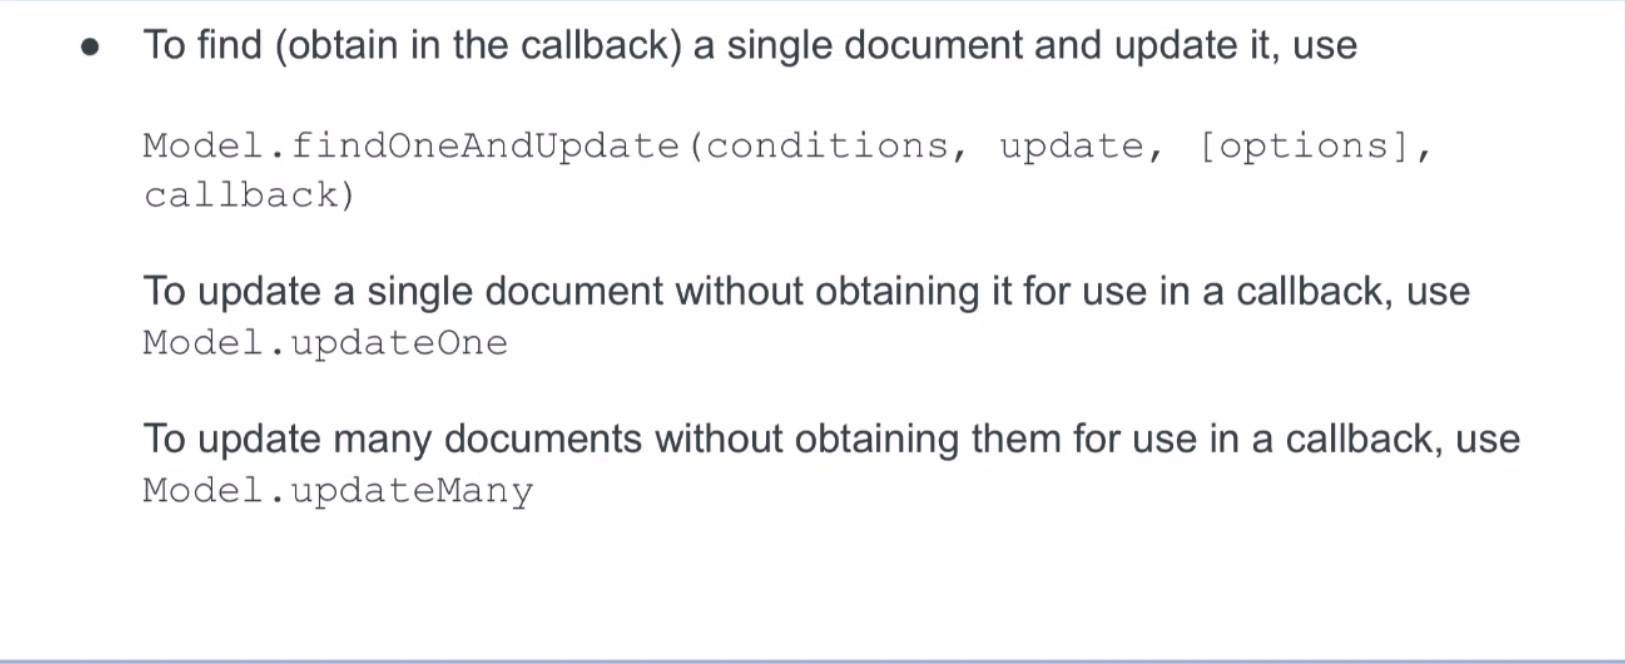 ● To find (obtain in the callback) a single document and update it, use
Model.findOneAndUpdate(conditions, update, [options],
callback)
To update a single document without obtaining it for use in a callback, use
Model.updateOne
To update many documents without obtaining them for use in a callback, use
Model.updateMany